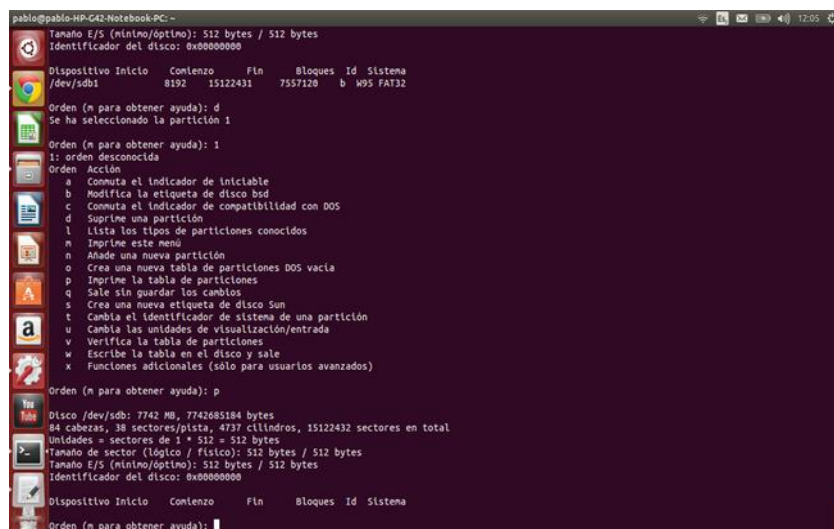 pablo@pablo-HP-G42-Notebook-PC: ~
Es 12:05
Tamaño E/S (mínimo/óptimo): 512 bytes / 512 bytes
Identificador del disco: 0x00000000
Dispositivo Inicio Comienzo Fin Bloques Id Sistema
/dev/sdb1 8192 15122431 7557120 b W95 FAT32
Orden (m para obtener ayuda): d
Se ha seleccionado la partición 1
Orden (m para obtener ayuda): 1
1: orden desconocida
Orden Acción
a Conmuta el indicador de iniciable
b Modifica la etiqueta de disco bsd
c Conmuta el indicador de compatibilidad con DOS
d Suprime una partición
l Lista los tipos de particiones conocidos
m Imprime este menú
n Añade una nueva partición
o Crea una nueva tabla de particiones DOS vacía
p Imprime la tabla de particiones
q Sale sin guardar los cambios
s Crea una nueva etiqueta de disco Sun
t Cambia el identificador de sistema de una partición
u Cambia las unidades de visualización/entrada
v Verifica la tabla de particiones
w Escribe la tabla en el disco y sale
x Funciones adicionales (sólo para usuarios avanzados)
Orden (m para obtener ayuda): p
Disco /dev/sdb: 7742 MB, 7742685184 bytes
84 cabezas, 38 sectores/pista, 4737 cilindros, 15122432 sectores en total
Unidades = sectores de 1 * 512 = 512 bytes
Tamaño de sector (lógico / físico): 512 bytes / 512 bytes
Tamaño E/S (mínimo/óptimo): 512 bytes / 512 bytes
Identificador del disco: 0x00000000
Dispositivo Inicio Comienzo Fin Bloques Id Sistema
Orden (m para obtener ayuda):
a
You
Tube